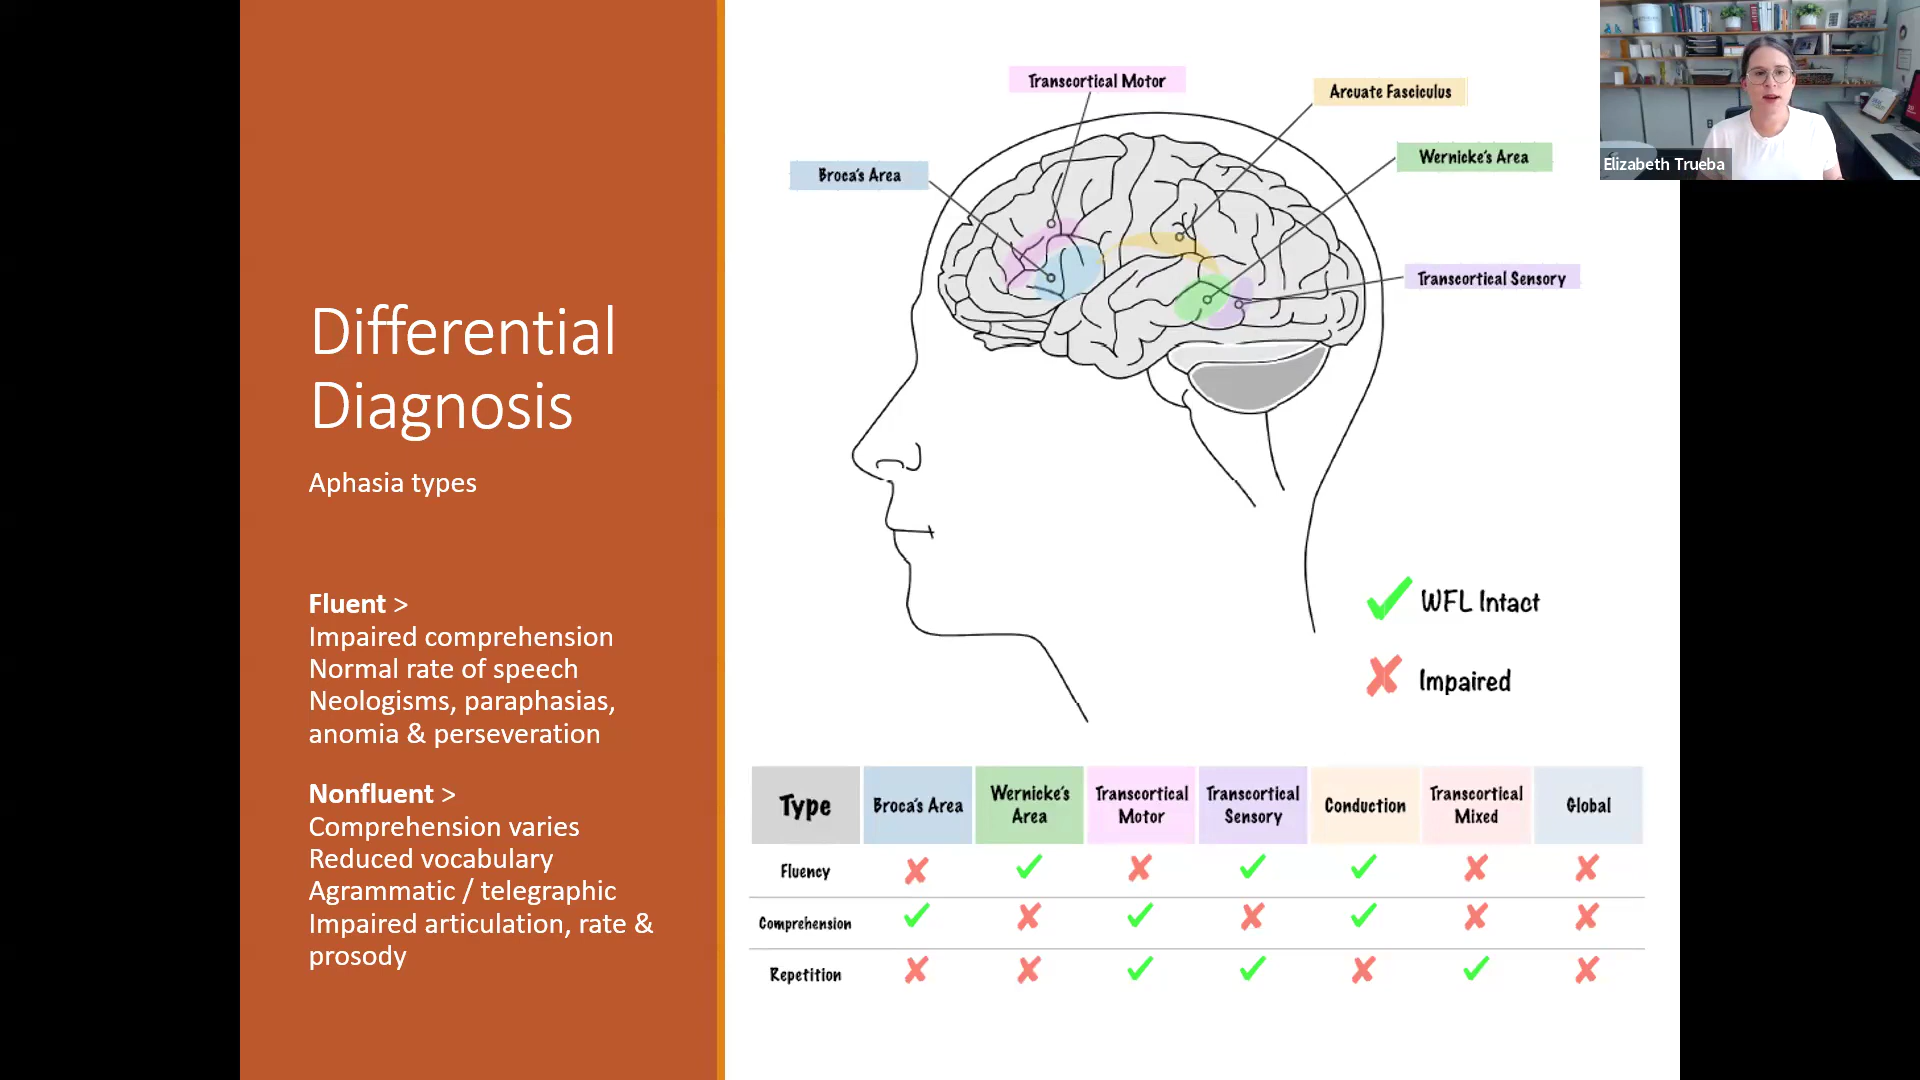 Differential
Diagnosis
Aphasia types
Fluent >
Impaired comprehension
Normal rate of speech
Neologisms, paraphasias,
anomia & perseveration
Nonfluent >
Comprehension varies
Reduced vocabulary
Agrammatic / telegraphic
Impaired articulation, rate &
prosody
Transcortical Motor
Arcuate Fasciculus
Broca's Area
Wernicke's Area
Transcortical Sensory
✓ WFL Intact
✗ Impaired
Type Broca's Area Wernicke's Area Transcortical Motor Transcortical Sensory Conduction Transcortical Mixed Global
Fluency ✗ ✓ ✗ ✓ ✓ ✗ ✗
Comprehension ✓ ✗ ✓ ✗ ✓ ✗ ✗
Repetition ✗ ✗ ✓ ✓ ✗ ✓ ✗
Elizabeth Trueba